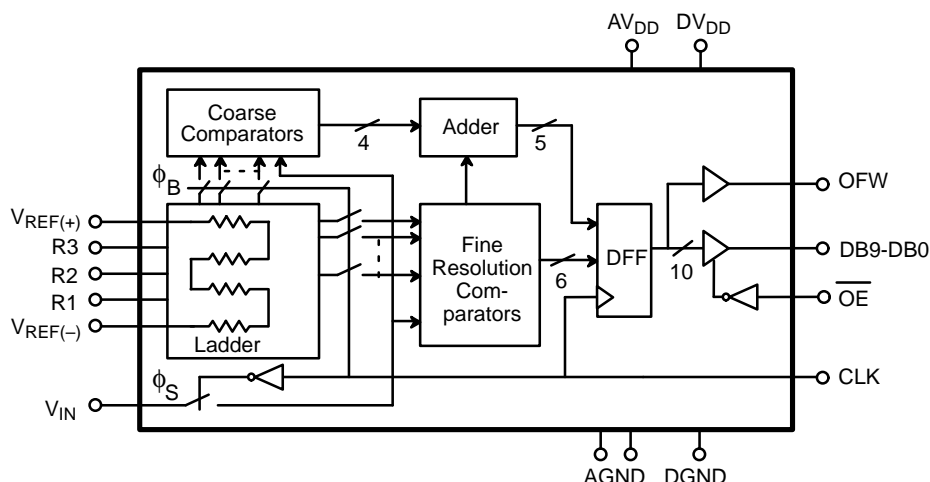 AVDD DVDD
Coarse
Comparators
4
Adder
5
ϕB
OFW
VREF(+)
R3
R2
R1
VREF(–)
Ladder
Fine
Resolution
Com-
parators
6
DFF
10
DB9-DB0
OE
CLK
ϕS
VIN
AGND DGND